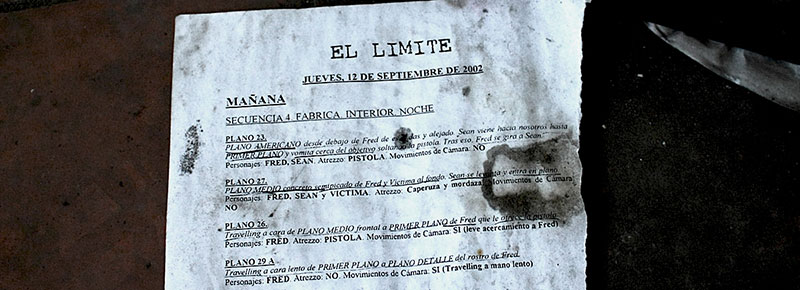 EL LIMITE
JUEVES, 12 DE SEPTIEMBRE DE 2002
MAÑANA
SECUENCIA 4 FABRICA INTERIOR NOCHE
PLANO 23.
PLANO AMERICANO desde debajo de Fred de espaldas y alejado. Sean viene hacia nosotros hasta
PRIMER PLANO y vomita cerca del objetivo soltando la pistola. Tras eso, Fred se gira a Sean.
Personajes: FRED, SEAN. Atrezzo: PISTOLA. Movimientos de Cámara: NO
PLANO 27.
PLANO MEDIO concreto semipicado de Fred y Victima al fondo. Sean se levanta y entra en plano.
Personajes: FRED, SEAN y VICTIMA. Atrezzo: Caperuza y mordaza. Movimientos de Cámara:
NO
PLANO 26.
Travelling a cara de PLANO MEDIO frontal a PRIMER PLANO de Fred que le ofrece la pistola.
Personajes: FRED. Atrezzo: PISTOLA. Movimientos de Cámara: SI (leve acercamiento a Fred)
PLANO 29 A
Travelling a cara lento de PRIMER PLANO a PLANO DETALLE del rostro de Fred.
Personajes: FRED. Atrezzo: NO. Movimientos de Cámara: SI (Travelling a mano lento)